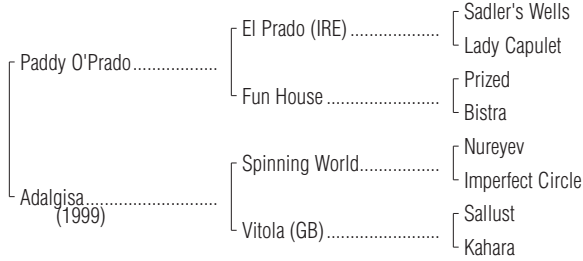 Sadler's Wells
El Prado (IRE) ....................
Lady Capulet
Paddy O'Prado...................
Prized
Fun House .........................
Bistra
Nureyev
Spinning World..................
Imperfect Circle
Adalgisa.............................
(1999)
Sallust
Vitola (GB) .........................
Kahara